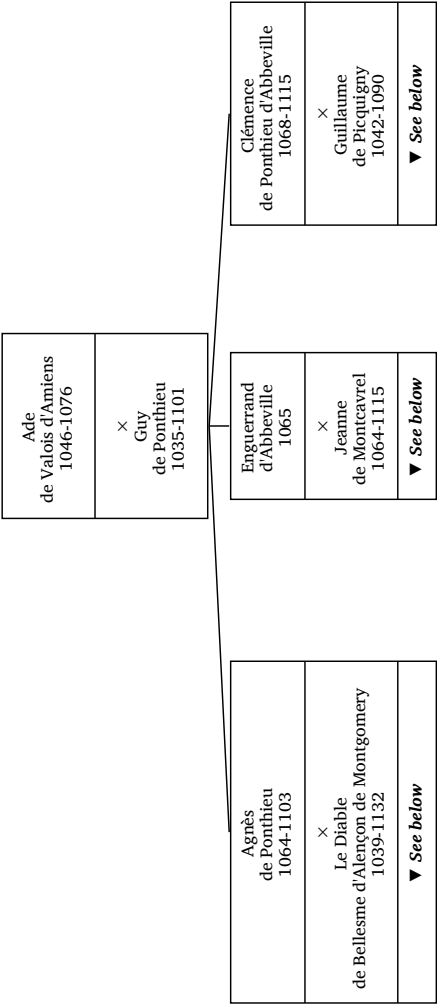 Ade
de Valois d'Amiens
1046-1076
×
Guy
de Ponthieu
1035-1101
Agnès
de Ponthieu
1064-1103
×
Le Diable
de Bellesme d'Alençon de Montgomery
1039-1132
▼ See below
Enguerrand
d'Abbeville
1065
×
Jeanne
de Montcavrel
1064-1115
▼ See below
Clémence
de Ponthieu d'Abbeville
1068-1115
×
Guillaume
de Picquigny
1042-1090
▼ See below